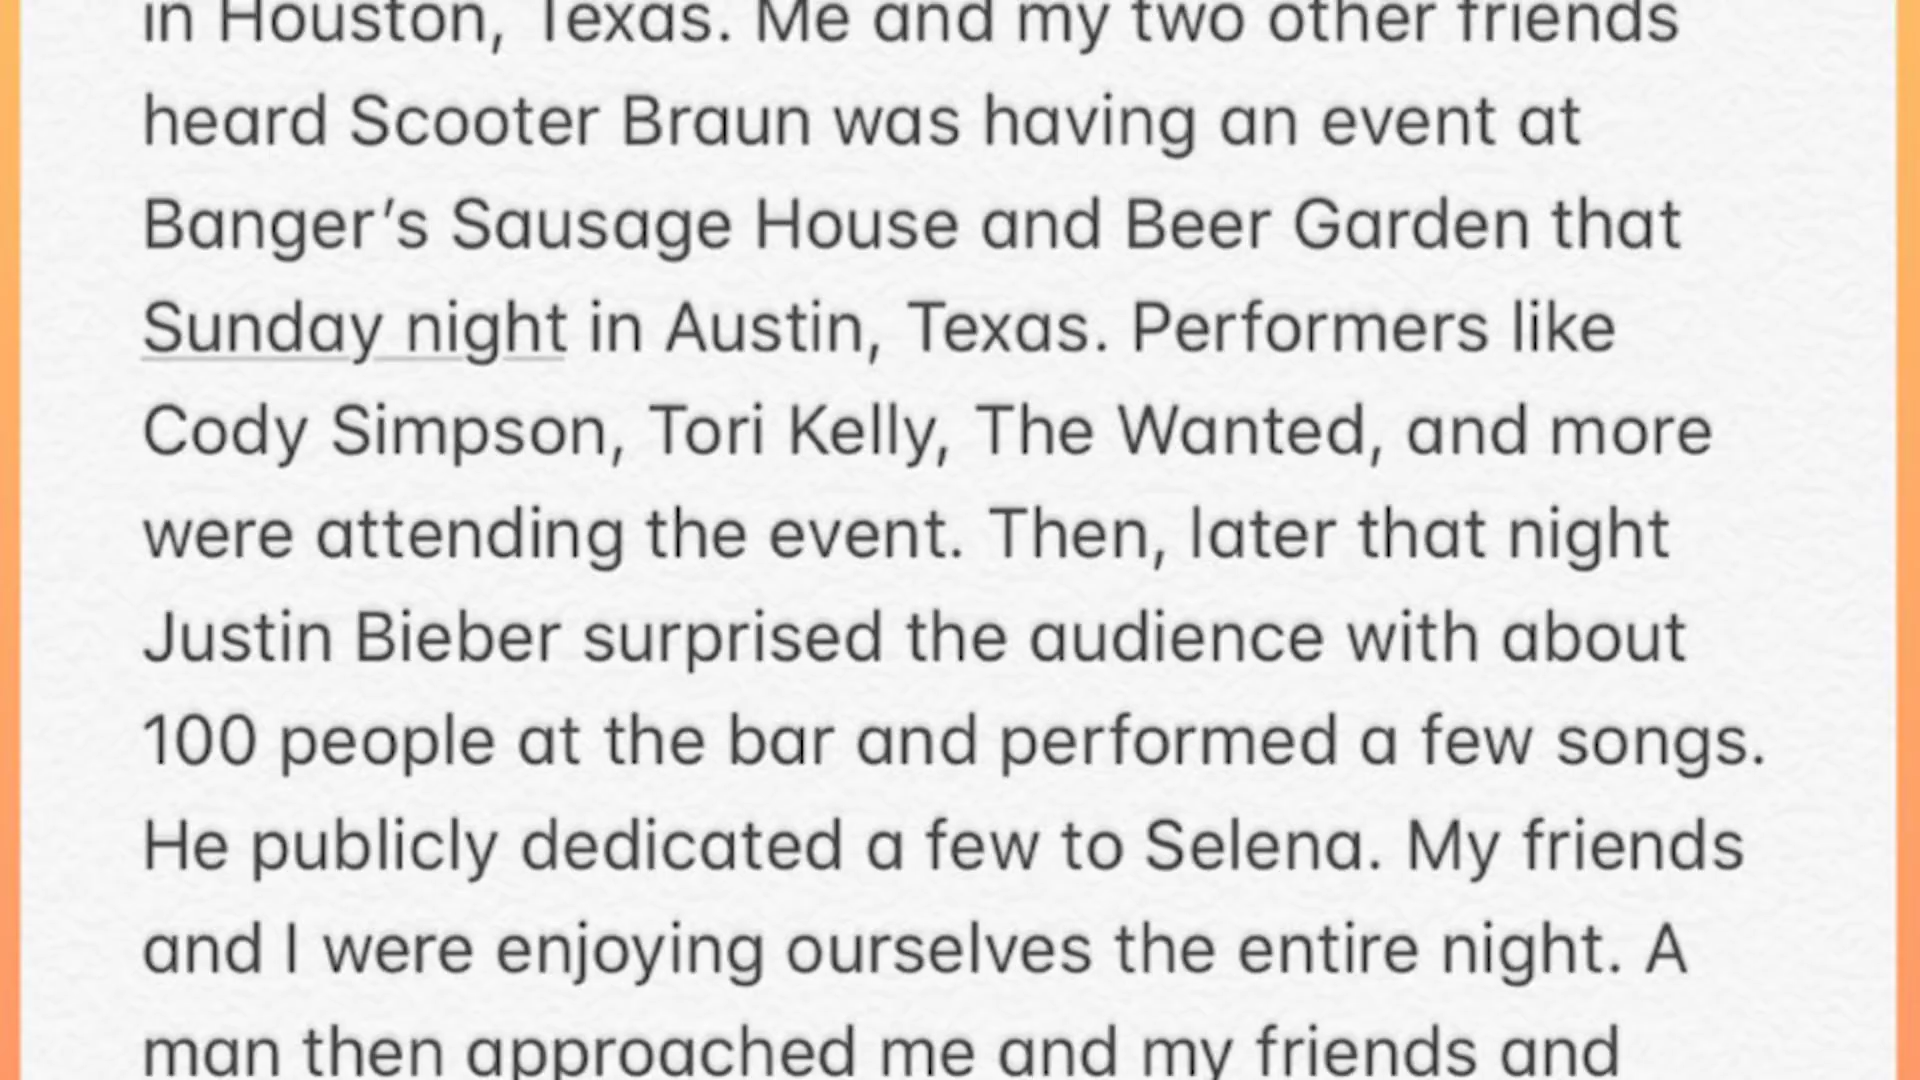 in Houston, Texas. Me and my two other friends
heard Scooter Braun was having an event at
Banger’s Sausage House and Beer Garden that
Sunday night in Austin, Texas. Performers like
Cody Simpson, Tori Kelly, The Wanted, and more
were attending the event. Then, later that night
Justin Bieber surprised the audience with about
100 people at the bar and performed a few songs.
He publicly dedicated a few to Selena. My friends
and I were enjoying ourselves the entire night. A
man then approached me and my friends and